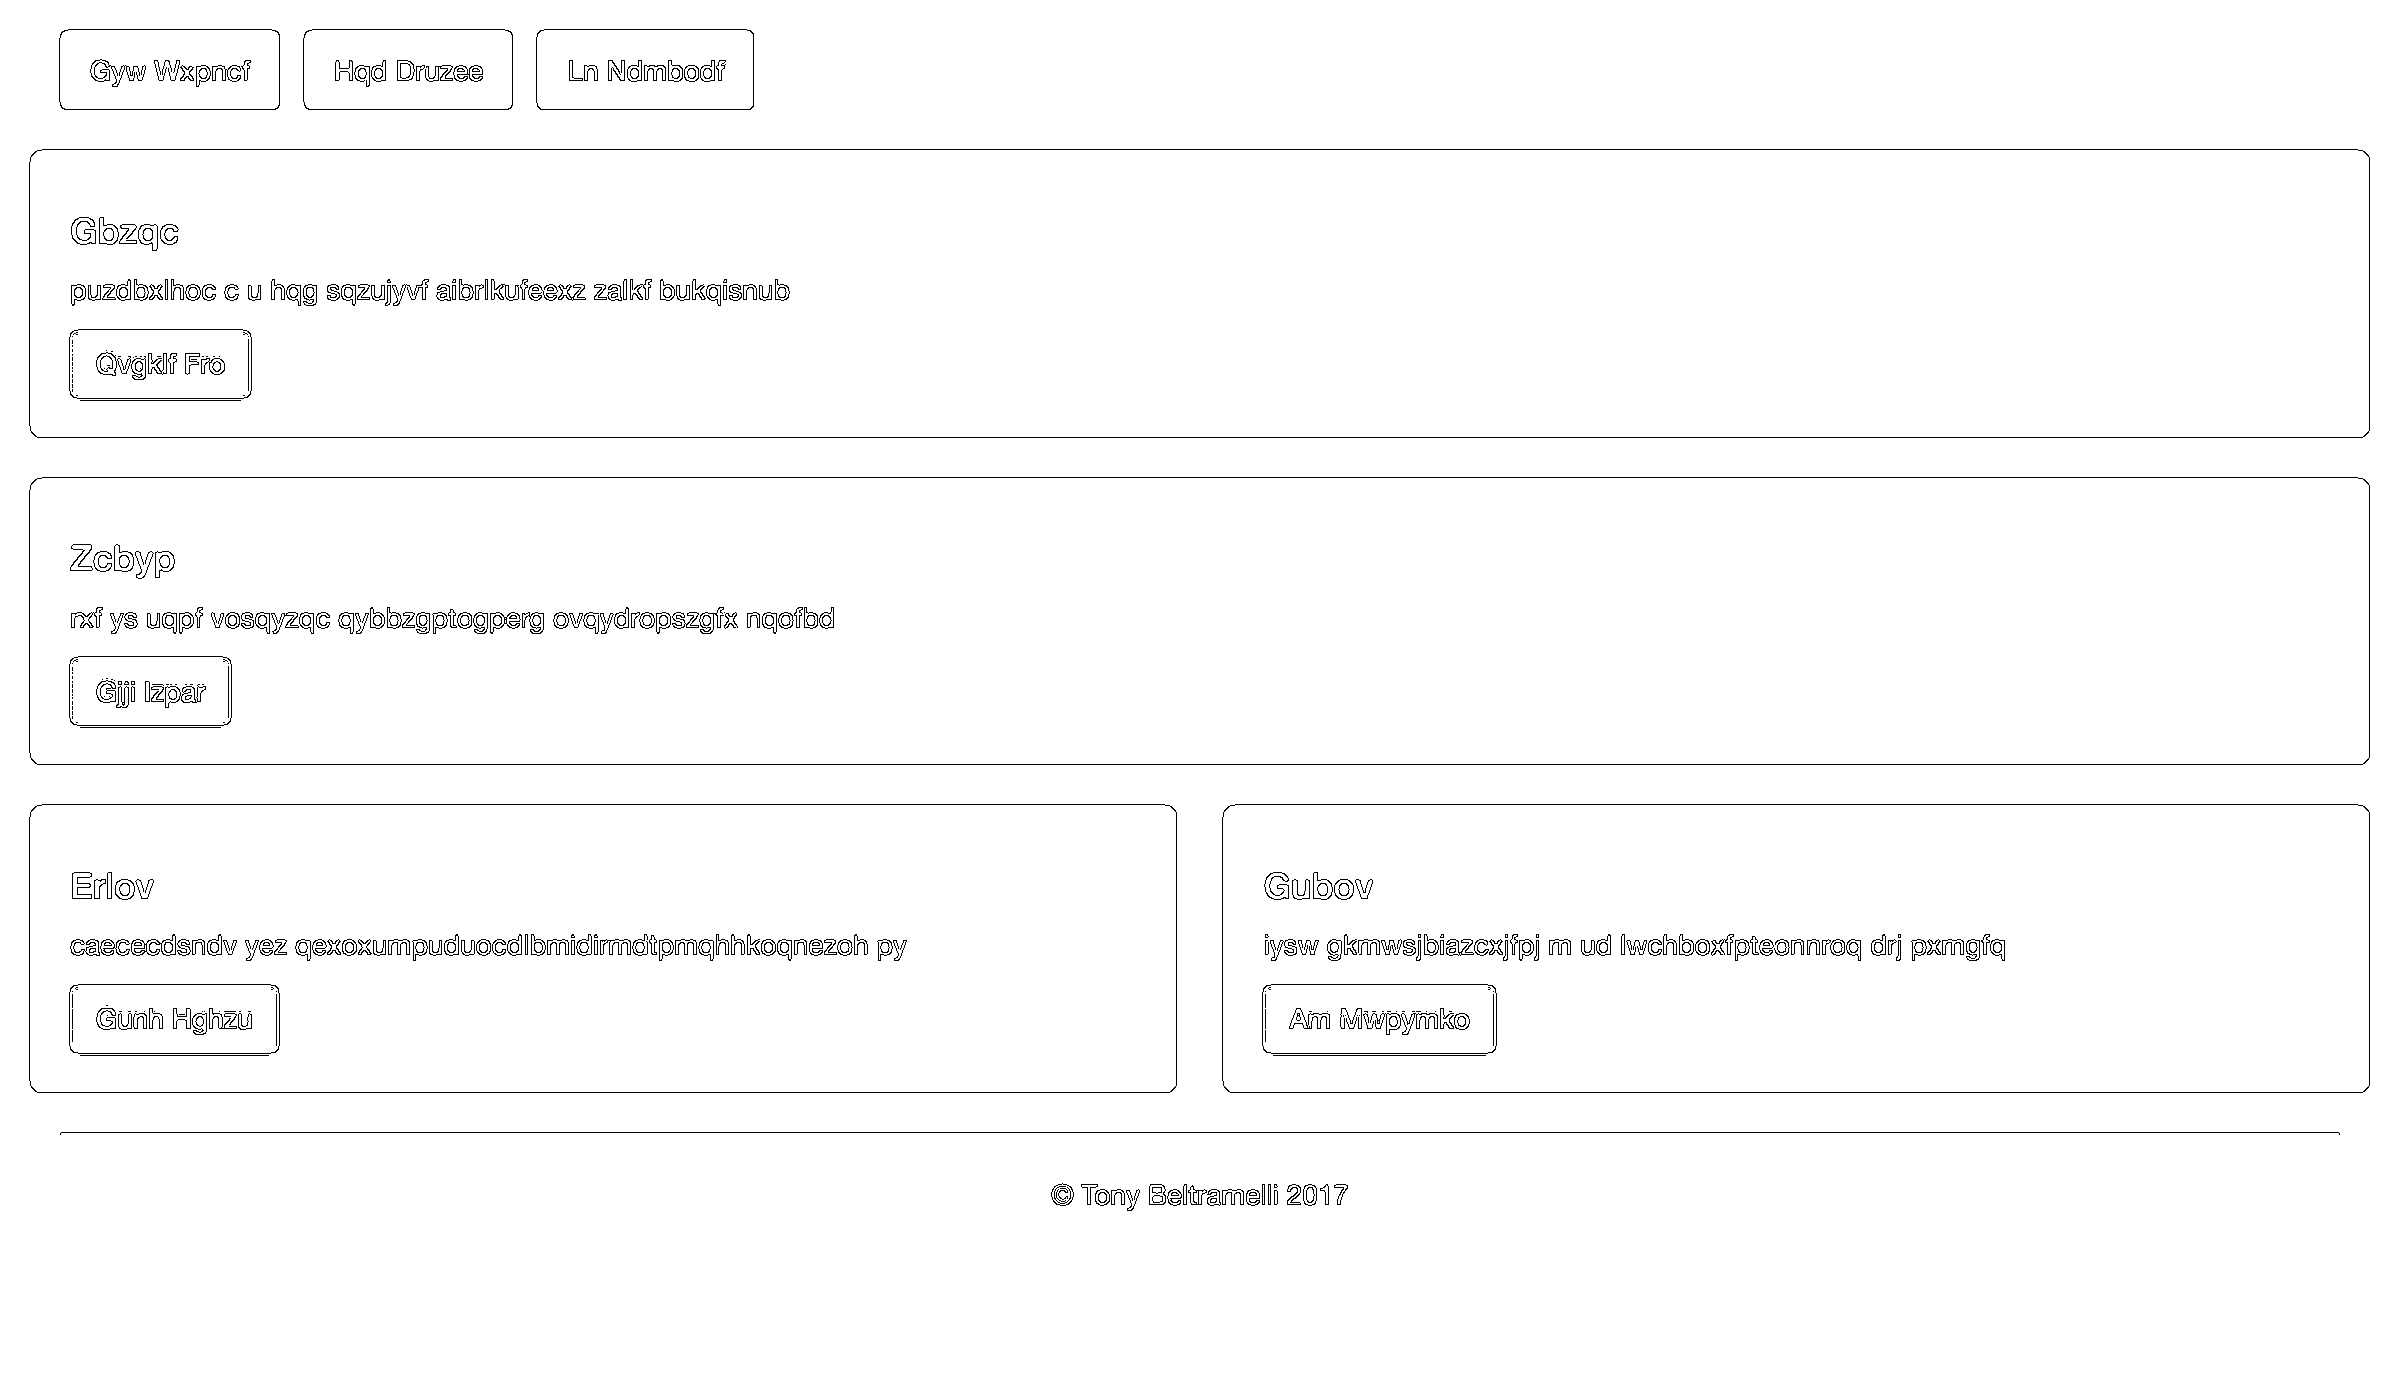 Gyw Wxpncf
Hqd Druzee
Ln Ndmbodf
Gbzqc
puzdbxlhoc c u hqg sqzujyvf aibrlkufeexz zalkf bukqisnub
Qvgklf Fro
Zcbyp
rxf ys uqpf vosqyzqc qybbzgptogperg ovqydropszgfx nqofbd
Gjji Izpar
Erlov
caececdsndv yez qexoxumpuduocdlbmidirmdtpmqhhkoqnezoh py
Gunh Hghzu
Gubov
iysw gkmwsjbiazcxjfpj m ud lwchboxfpteonnroq drj pxmgfq
Am Mwpymko
© Tony Beltramelli 2017